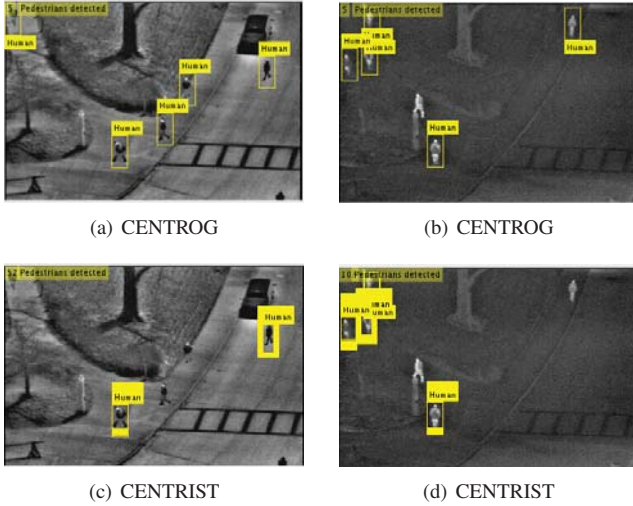 5 Pedestrians detected
Human
Human
Human
Human
Human
5 Pedestrians detected
Human
Human
Human
Human
(a) CENTROG
(b) CENTROG
52 Pedestrians detected
Human
Human
10 Pedestrians detected
Human
Human
(c) CENTRIST
(d) CENTRIST